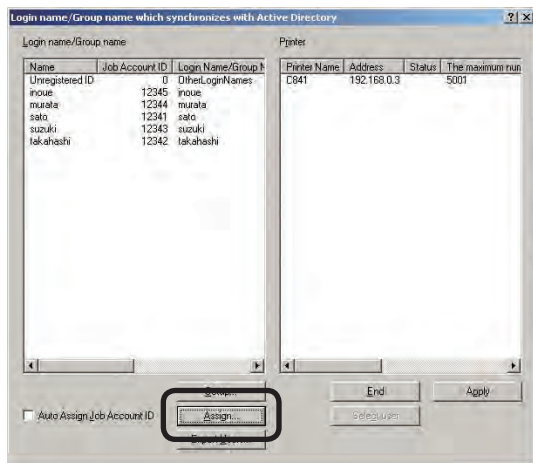 Login name/Group name which synchronizes with Active Directory
Login name/Group name
Printer
Name Job Account ID Login Name/Group N
Unregistered ID 0 OtherLoginNames
inoue 12345 inoue
murata 12344 murata
sato 12341 sato
suzuki 12343 suzuki
takahashi 12342 takahashi
Printer Name Address Status The maximum num
C841 192.168.0.3 5001
Setup...
End
Apply
Auto Assign Job Account ID
Assign...